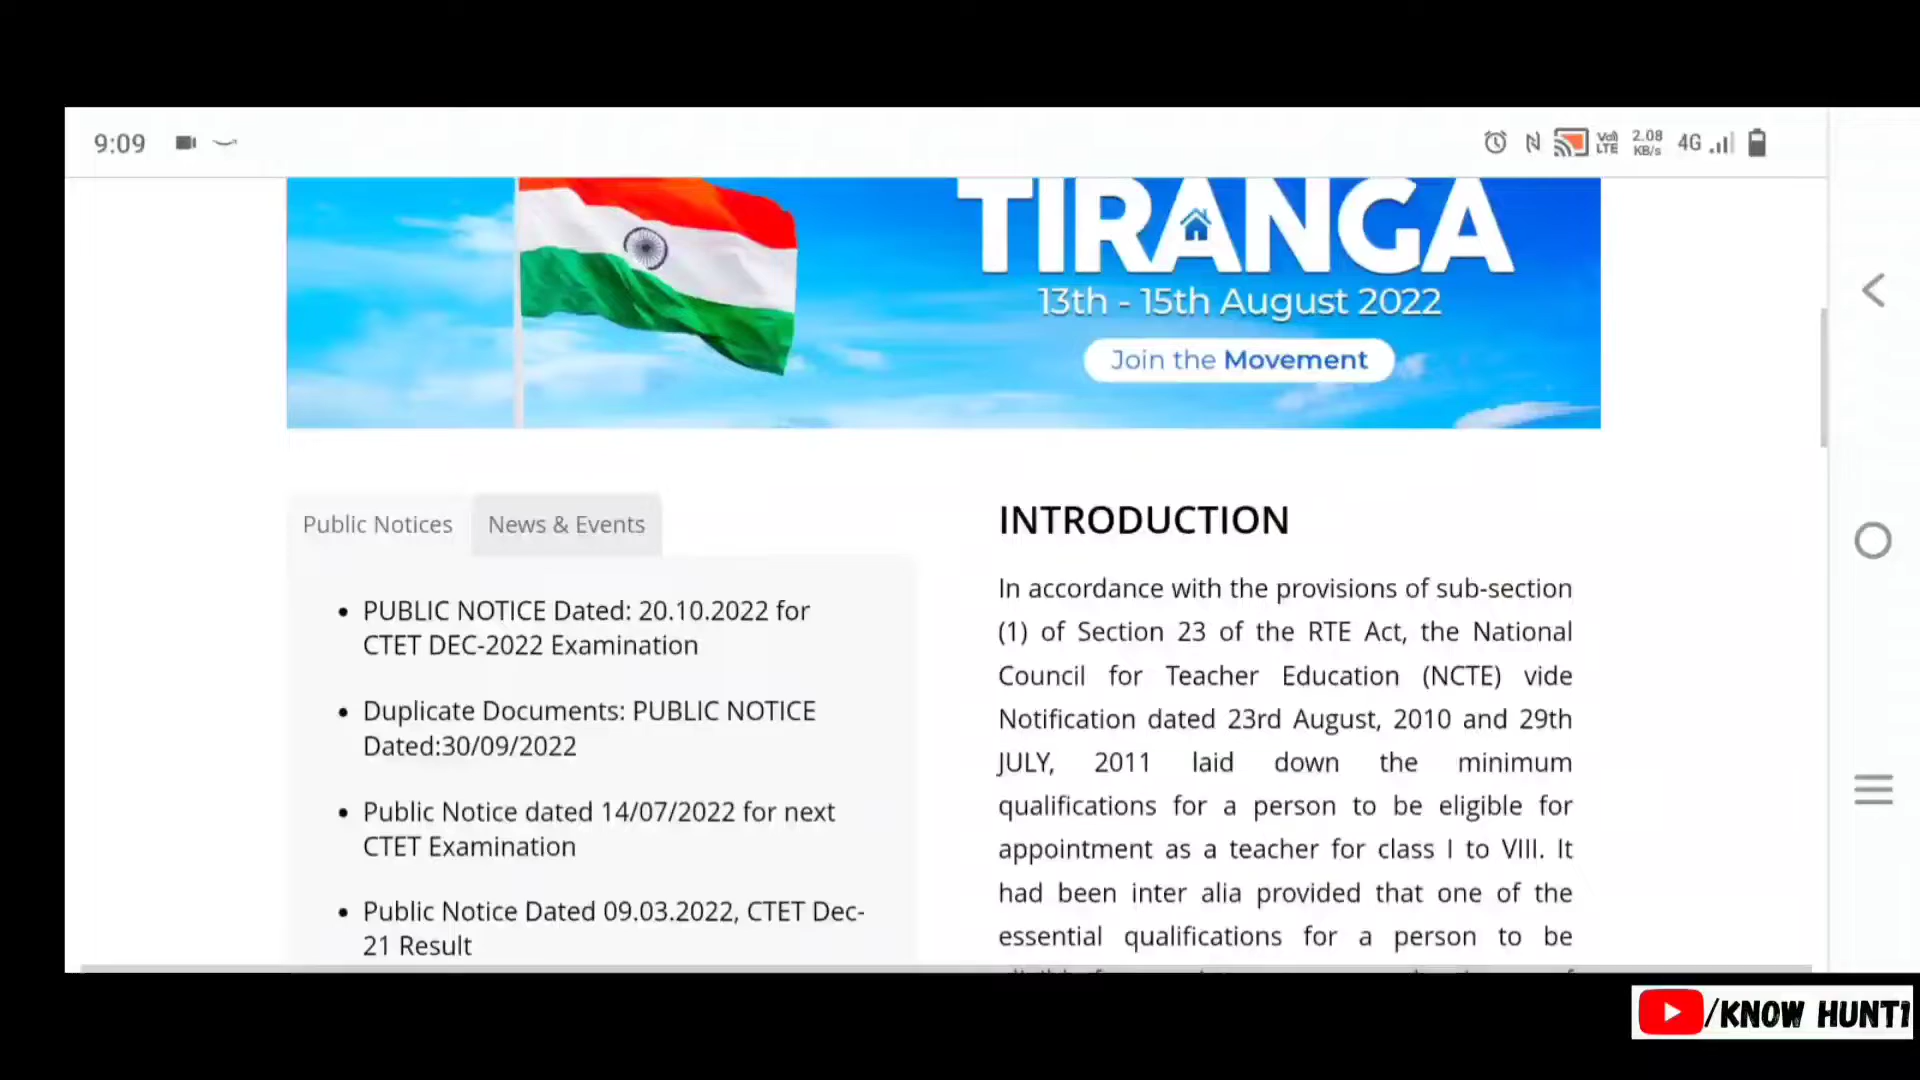 9:09
Vo) LTE
2.08 KB/s
4G
TIRANGA
13th - 15th August 2022
Join the Movement
Public Notices
News & Events
PUBLIC NOTICE Dated: 20.10.2022 for
CTET DEC-2022 Examination
Duplicate Documents: PUBLIC NOTICE
Dated:30/09/2022
Public Notice dated 14/07/2022 for next
CTET Examination
Public Notice Dated 09.03.2022, CTET Dec-
21 Result
INTRODUCTION
In accordance with the provisions of sub-section
(1) of Section 23 of the RTE Act, the National
Council for Teacher Education (NCTE) vide
Notification dated 23rd August, 2010 and 29th
JULY, 2011 laid down the minimum
qualifications for a person to be eligible for
appointment as a teacher for class I to VIII. It
had been inter alia provided that one of the
essential qualifications for a person to be
/KNOW HUNT1